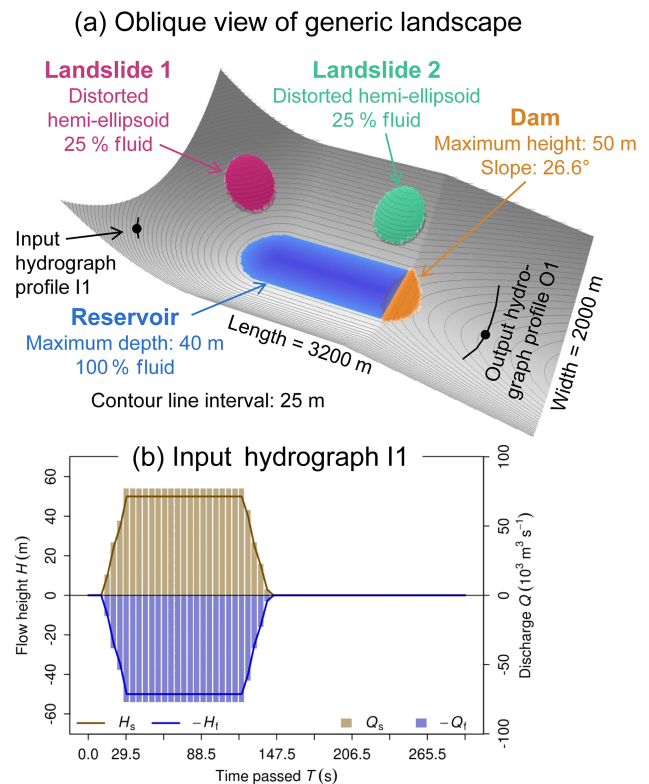 (a) Oblique view of generic landscape
Landslide 1
Distorted
hemi-ellipsoid
25 % fluid
Landslide 2
Distorted hemi-ellipsoid
25 % fluid
Dam
Maximum height: 50 m
Slope: 26.6°
Input
hydrograph
profile I1
Reservoir
Maximum depth: 40 m
100 % fluid
Length = 3200 m
Output hydro-
graph profile O1
Width = 2000 m
Contour line interval: 25 m
(b) Input hydrograph I1
Flow height H (m)
60
40
20
0
-20
-40
-60
100
50
0
-50
-100
Discharge Q (10³ m³ s⁻¹)
Hs
−Hf
Qs
−Qf
0.0 29.5 88.5 147.5 206.5 265.5
Time passed T (s)